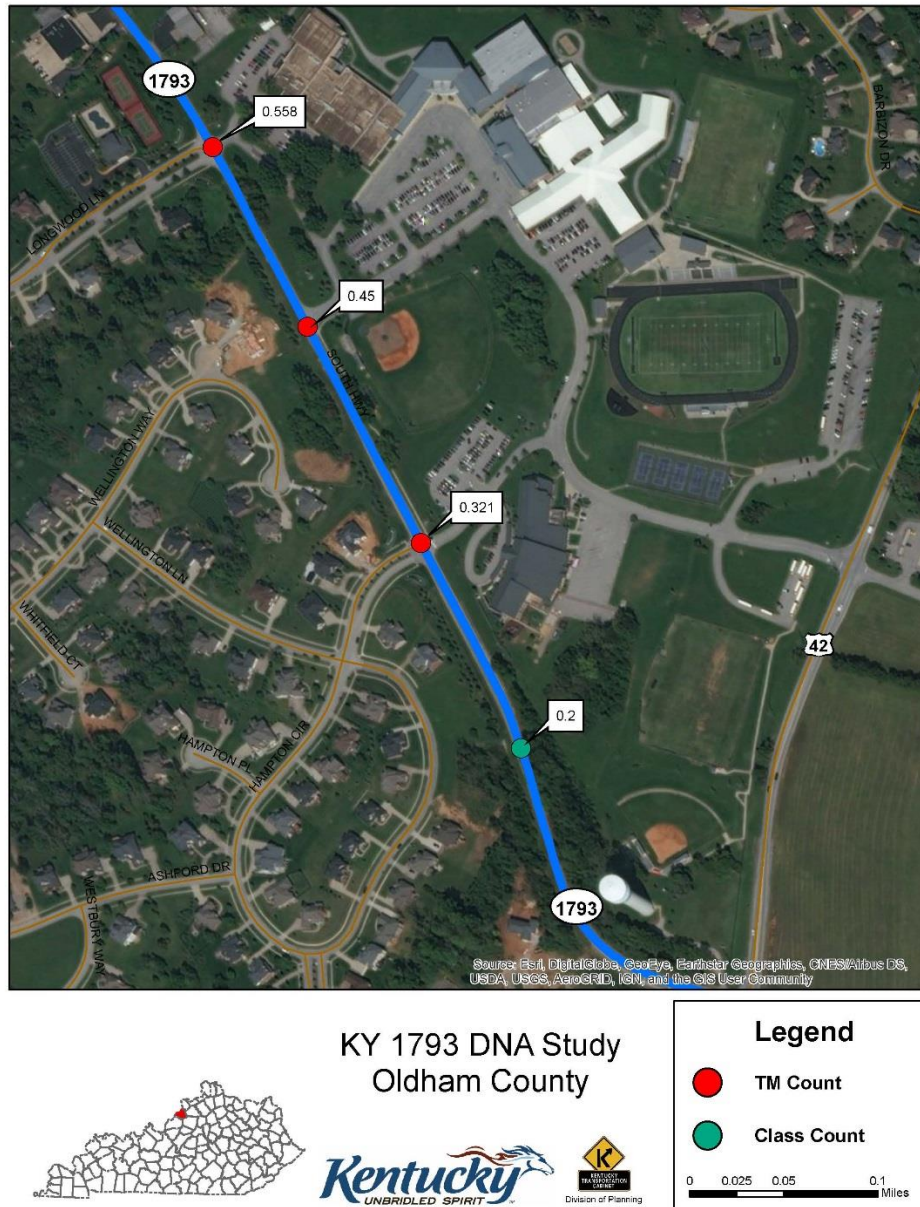 1793
0.558
BARBIZON DR
LONGWOOD LN
0.45
SOUTH HWY
WELLINGTON WAY
0.321
WELLINGTON LN
WHITFIELD CT
42
0.2
HAMPTON PL
HAMPTON CIR
ASHFORD DR
WESTBURY WAY
1793
Source: Esri, DigitalGlobe, GeoEye, Earthstar Geographics, CNES/Airbus DS,
USDA, USGS, AeroGRID, IGN, and the GIS User Community
KY 1793 DNA Study
Oldham County
Legend
TM Count
Class Count
Kentucky
UNBRIDLED SPIRIT
KENTUCKY
TRANSPORTATION
CABINET
Division of Planning
0 0.025 0.05 0.1
Miles